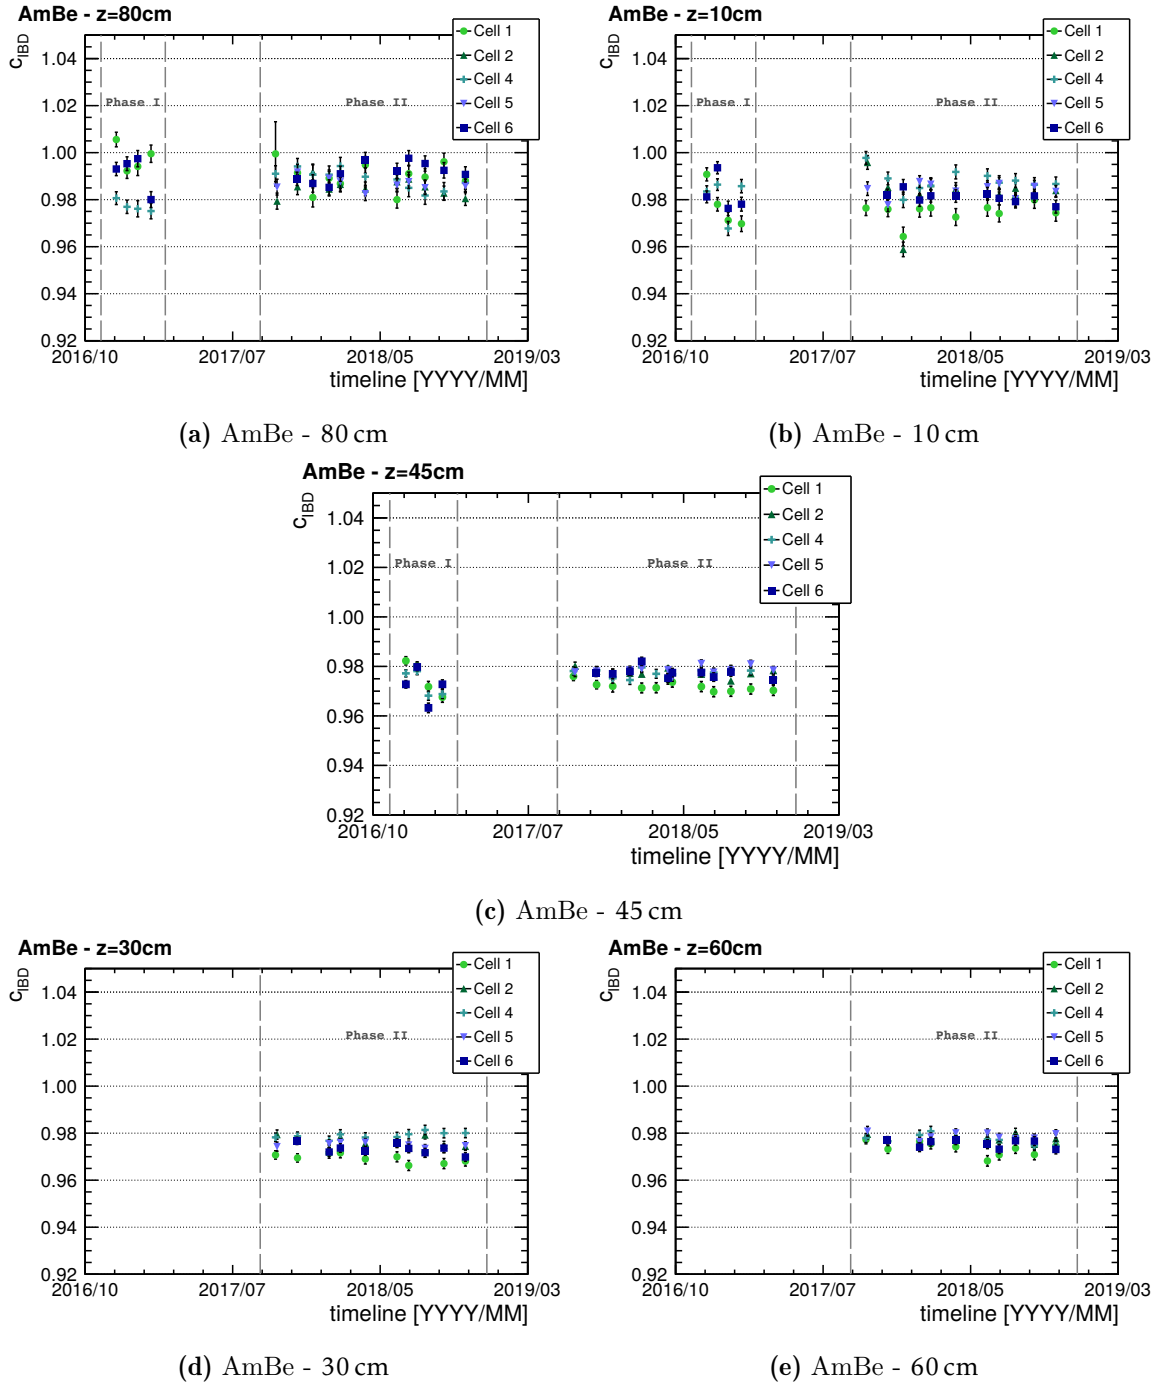 AmBe - z=80cm
c_IBD
1.04
1.02
1.00
0.98
0.96
0.94
0.92
Phase I
Phase II
Cell 1
Cell 2
Cell 4
Cell 5
Cell 6
2016/10 2017/07 2018/05 2019/03
timeline [YYYY/MM]
(a) AmBe - 80 cm
AmBe - z=10cm
c_IBD
1.04
1.02
1.00
0.98
0.96
0.94
0.92
Phase I
Phase II
Cell 1
Cell 2
Cell 4
Cell 5
Cell 6
2016/10 2017/07 2018/05 2019/03
timeline [YYYY/MM]
(b) AmBe - 10 cm
AmBe - z=45cm
c_IBD
1.04
1.02
1.00
0.98
0.96
0.94
0.92
Phase I
Phase II
Cell 1
Cell 2
Cell 4
Cell 5
Cell 6
2016/10 2017/07 2018/05 2019/03
timeline [YYYY/MM]
(c) AmBe - 45 cm
AmBe - z=30cm
c_IBD
1.04
1.02
1.00
0.98
0.96
0.94
0.92
Phase II
Cell 1
Cell 2
Cell 4
Cell 5
Cell 6
2016/10 2017/07 2018/05 2019/03
timeline [YYYY/MM]
(d) AmBe - 30 cm
AmBe - z=60cm
c_IBD
1.04
1.02
1.00
0.98
0.96
0.94
0.92
Phase II
Cell 1
Cell 2
Cell 4
Cell 5
Cell 6
2016/10 2017/07 2018/05 2019/03
timeline [YYYY/MM]
(e) AmBe - 60 cm